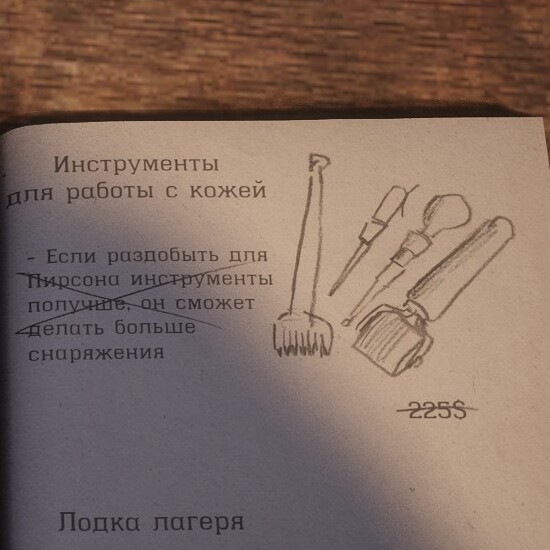 Инструменты
для работы с кожей
- Если раздобыть для
Пирсона инструменты
получше, он сможет
делать больше
снаряжения
225$
Лодка лагеря